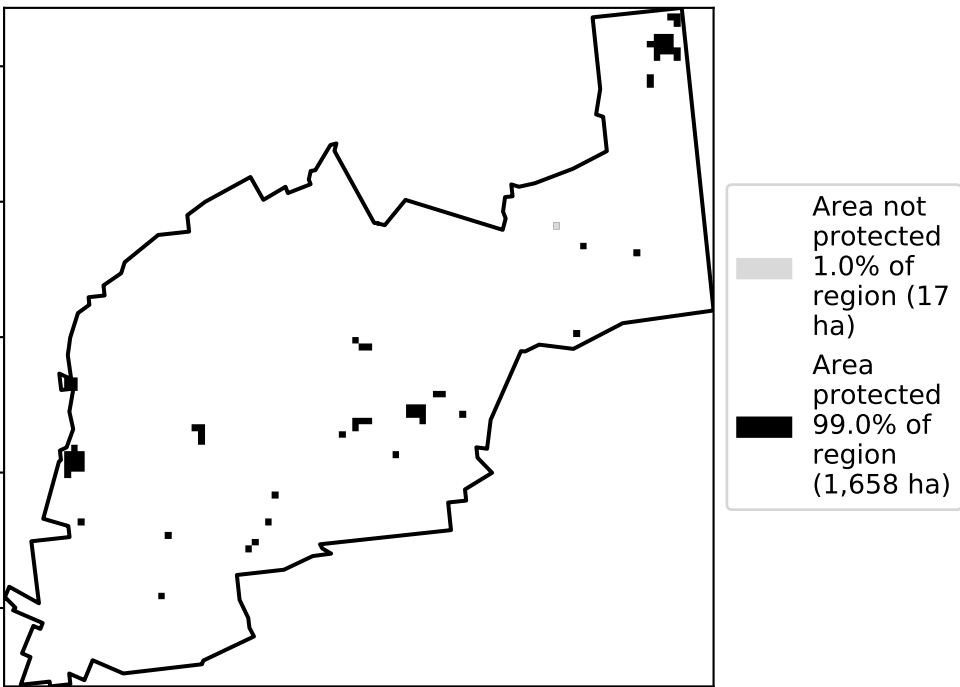 Area not
protected
1.0% of
region (17
ha)
Area
protected
99.0% of
region
(1,658 ha)